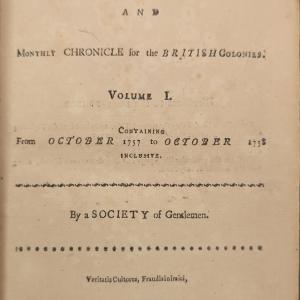 AND
MONTHLY CHRONICLE for the BRITISH COLONIES.
VOLUME I.
CONTAINING
From OCTOBER 1757 to OCTOBER 1758
INCLUSIVE.
By a SOCIETY of Gentlemen.
Veritatis Cultores, Fraudis inimici,